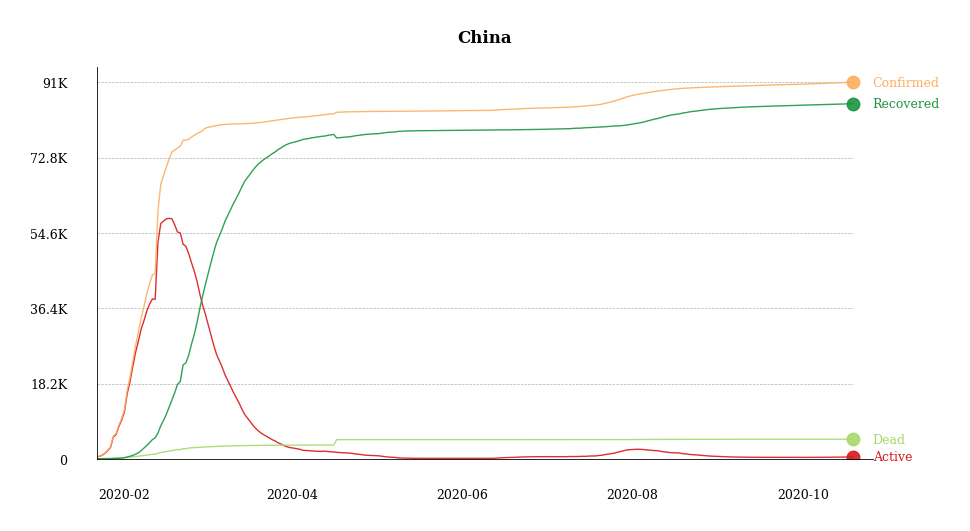 China
91K
Confirmed
Recovered
72.8K
54.6K
36.4K
18.2K
Dead
0
Active
2020-02 2020-04 2020-06 2020-08 2020-10